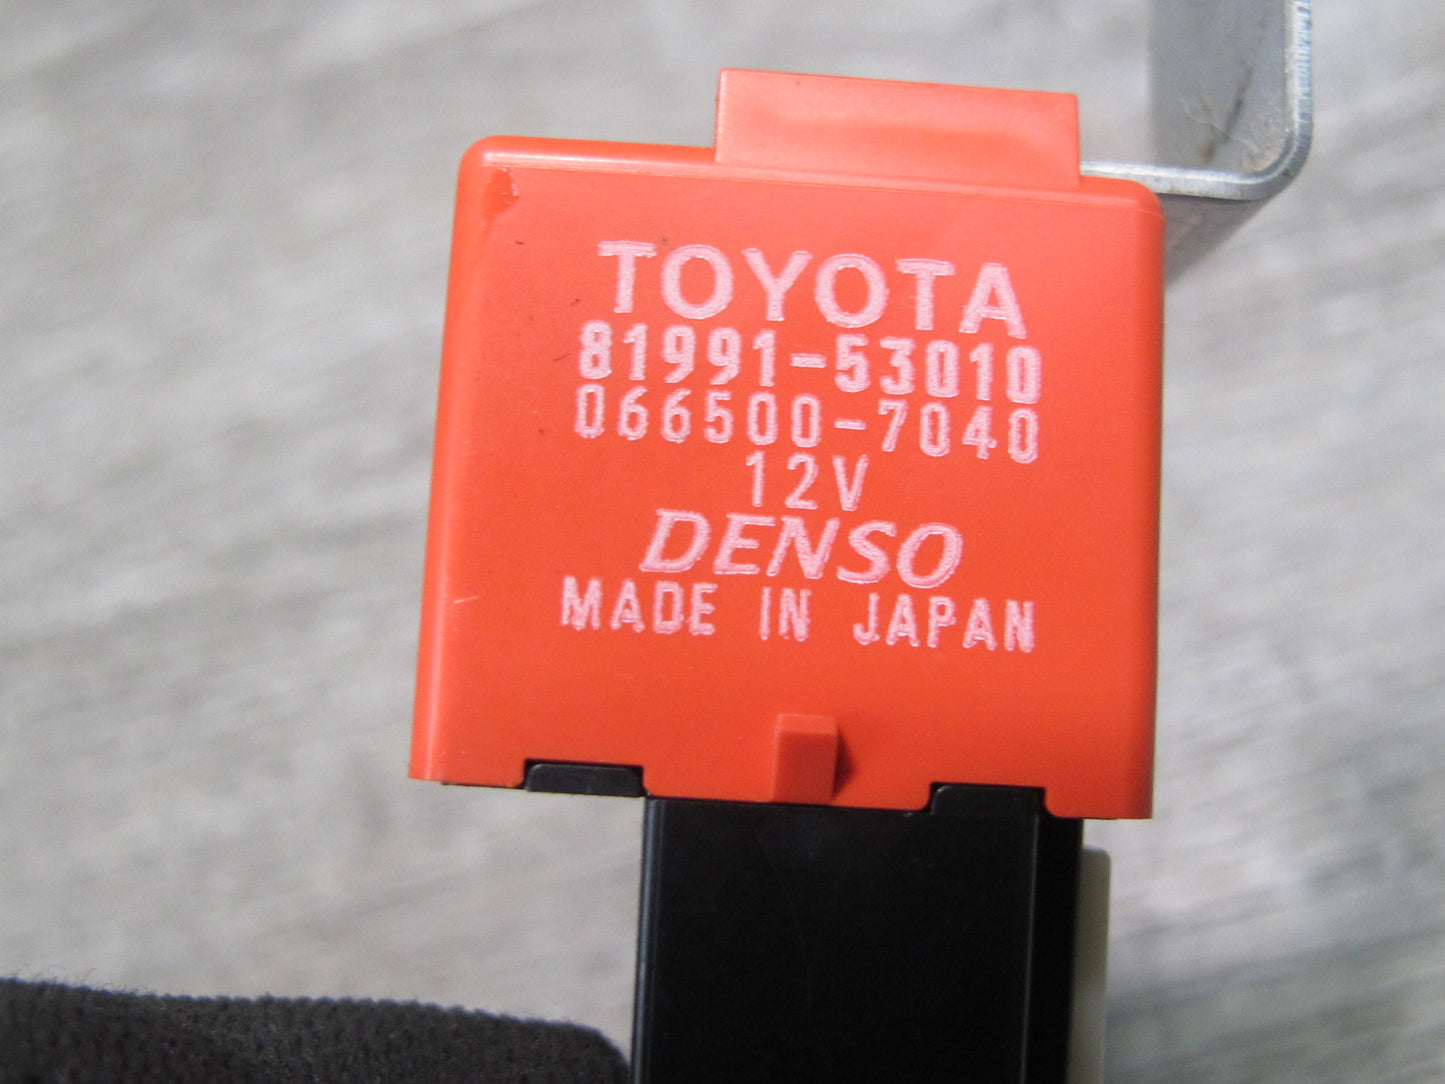 TOYOTA
81991-53010
066500-7040
12V
DENSO
MADE IN JAPAN